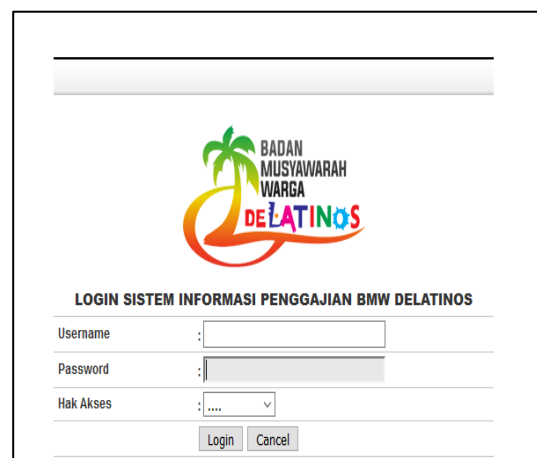 BADAN
MUSYAWARAH
WARGA
DELATINOS
LOGIN SISTEM INFORMASI PENGGAJIAN BMW DELATINOS
Username :
Password :
Hak Akses : ....
Login Cancel